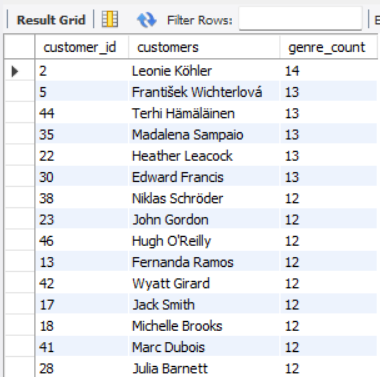 Result Grid Filter Rows:
customer_id customers genre_count
2 Leonie Köhler 14
5 František Wichterlová 13
44 Terhi Hämäläinen 13
35 Madalena Sampaio 13
22 Heather Leacock 13
30 Edward Francis 13
38 Niklas Schröder 12
23 John Gordon 12
46 Hugh O'Reilly 12
13 Fernanda Ramos 12
42 Wyatt Girard 12
17 Jack Smith 12
18 Michelle Brooks 12
41 Marc Dubois 12
28 Julia Barnett 12